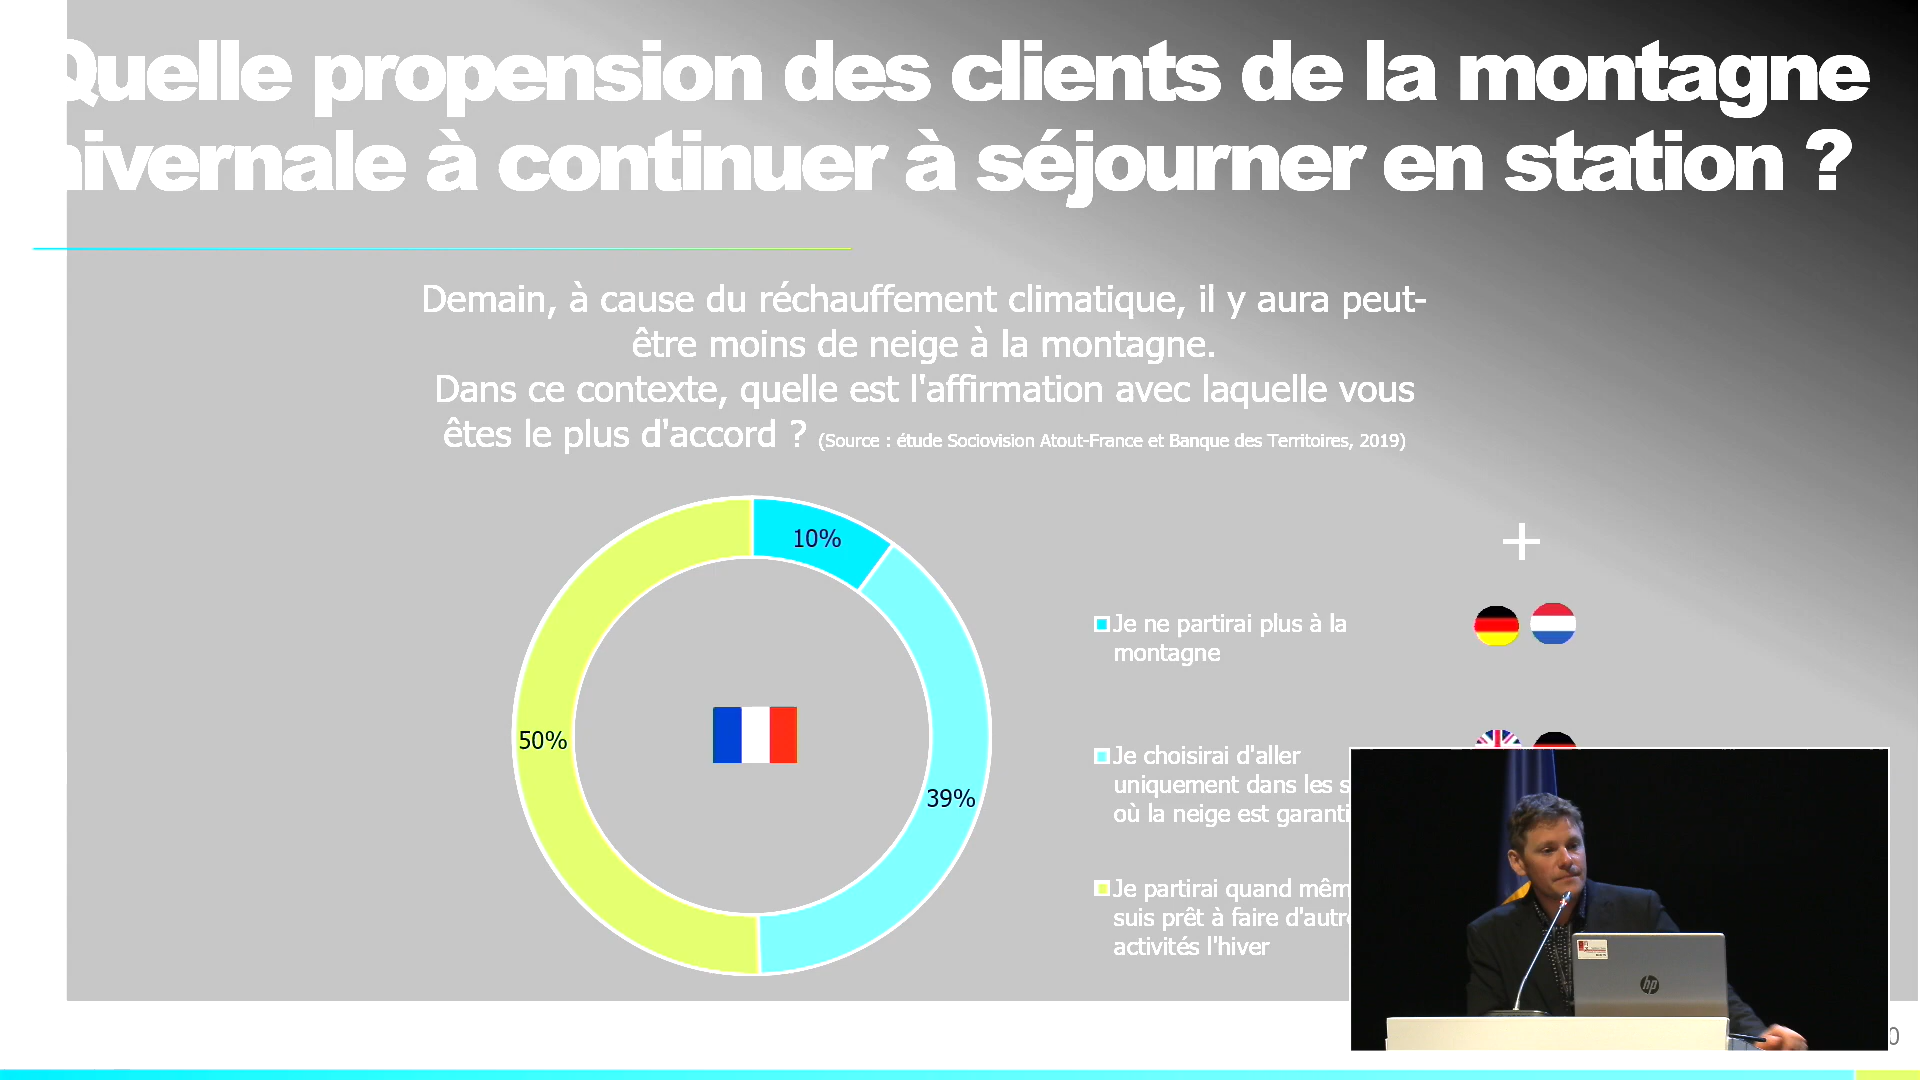 Quelle propension des clients de la montagne
hivernale à continuer à séjourner en station ?
Demain, à cause du réchauffement climatique, il y aura peut-
être moins de neige à la montagne.
Dans ce contexte, quelle est l'affirmation avec laquelle vous
êtes le plus d'accord ? (Source : étude Sociovision Atout-France et Banque des Territoires, 2019)
10%
50%
39%
+
Je ne partirai plus à la
montagne
Je choisirai d'aller
uniquement dans les s
où la neige est garanti
Je partirai quand mêm
suis prêt à faire d'autr
activités l'hiver
hp
0